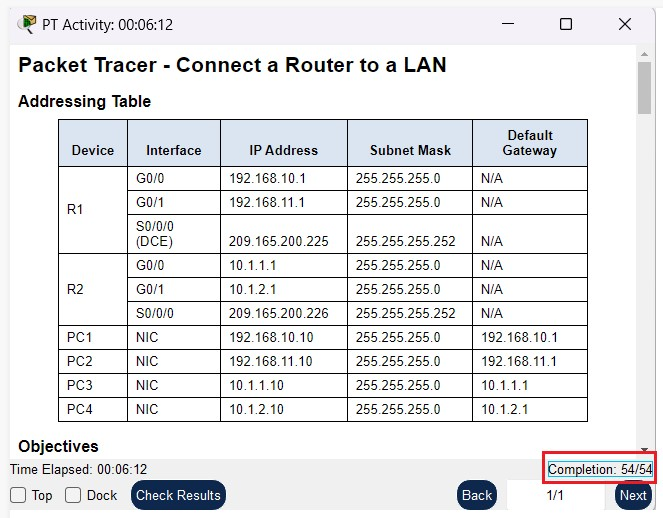 PT Activity: 00:06:12
Packet Tracer - Connect a Router to a LAN
Addressing Table
Device Interface IP Address Subnet Mask Default Gateway
R1 G0/0 192.168.10.1 255.255.255.0 N/A
G0/1 192.168.11.1 255.255.255.0 N/A
S0/0/0 (DCE) 209.165.200.225 255.255.255.252 N/A
R2 G0/0 10.1.1.1 255.255.255.0 N/A
G0/1 10.1.2.1 255.255.255.0 N/A
S0/0/0 209.165.200.226 255.255.255.252 N/A
PC1 NIC 192.168.10.10 255.255.255.0 192.168.10.1
PC2 NIC 192.168.11.10 255.255.255.0 192.168.11.1
PC3 NIC 10.1.1.10 255.255.255.0 10.1.1.1
PC4 NIC 10.1.2.10 255.255.255.0 10.1.2.1
Objectives
Time Elapsed: 00:06:12 Completion: 54/54
Top Dock Check Results Back 1/1 Next